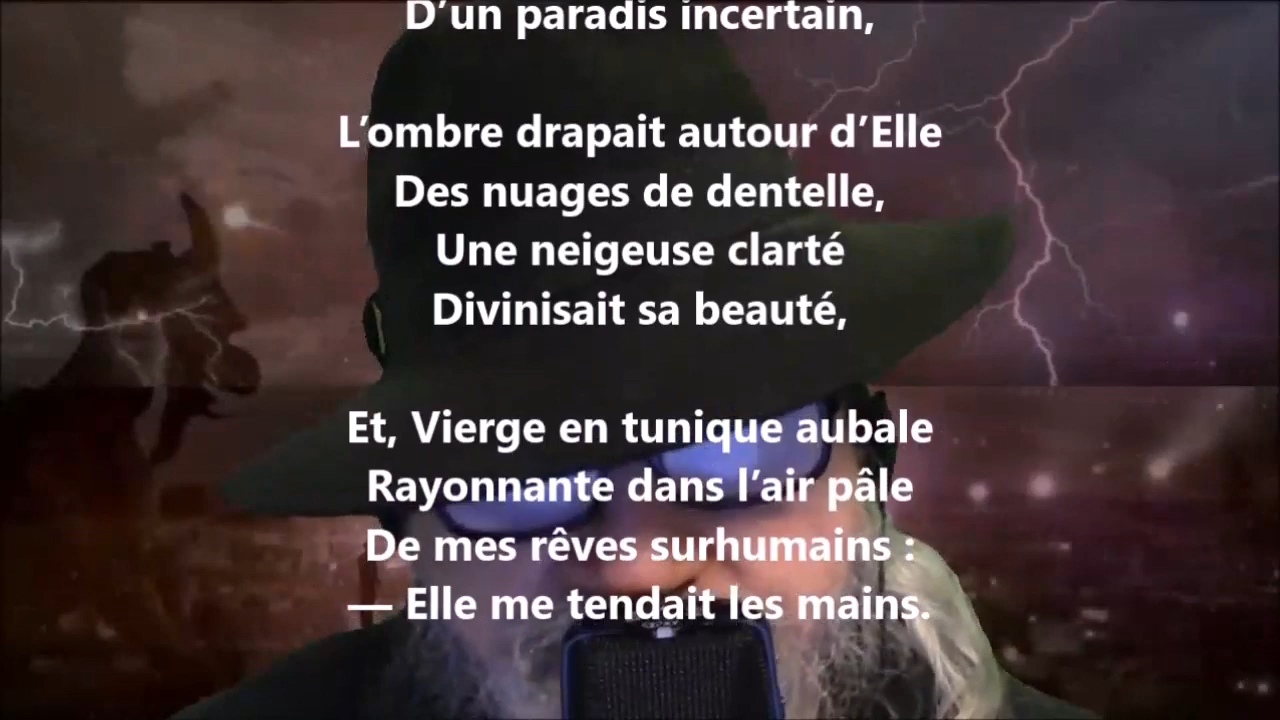 D’un paradis incertain,
L’ombre drapait autour d’Elle
Des nuages de dentelle,
Une neigeuse clarté
Divinisait sa beauté,
Et, Vierge en tunique aubale
Rayonnante dans l’air pâle
De mes rêves surhumains :
— Elle me tendait les mains.